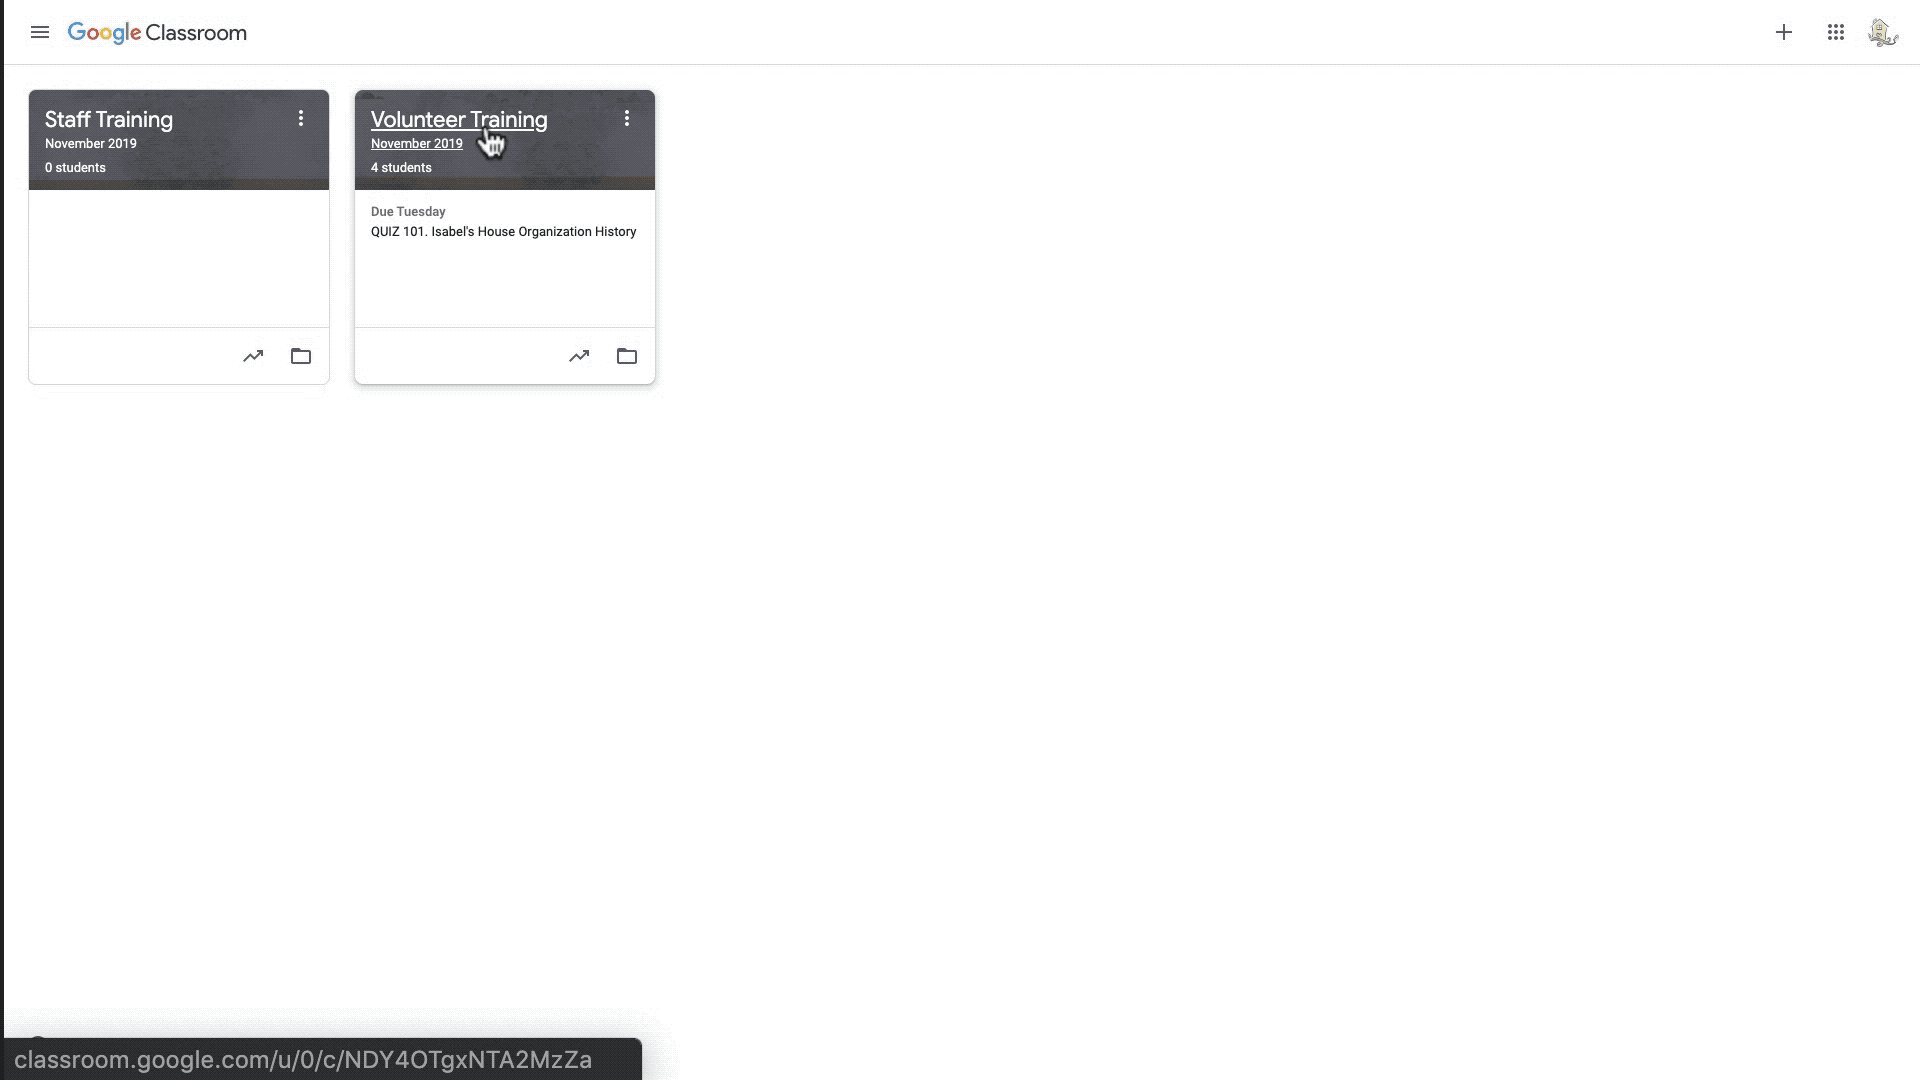 Google Classroom
Staff Training
November 2019
0 students
Volunteer Training
November 2019
4 students
Due Tuesday
QUIZ 101. Isabel's House Organization History
classroom.google.com/u/0/c/NDY4OTgxNTA2MzZa